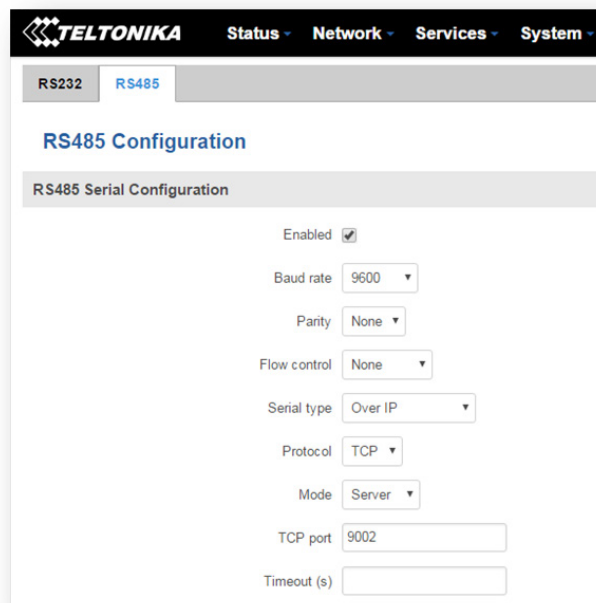 TELTONIKA Status Network Services System
RS232 RS485
RS485 Configuration
RS485 Serial Configuration
Enabled
Baud rate 9600
Parity None
Flow control None
Serial type Over IP
Protocol TCP
Mode Server
TCP port 9002
Timeout (s)